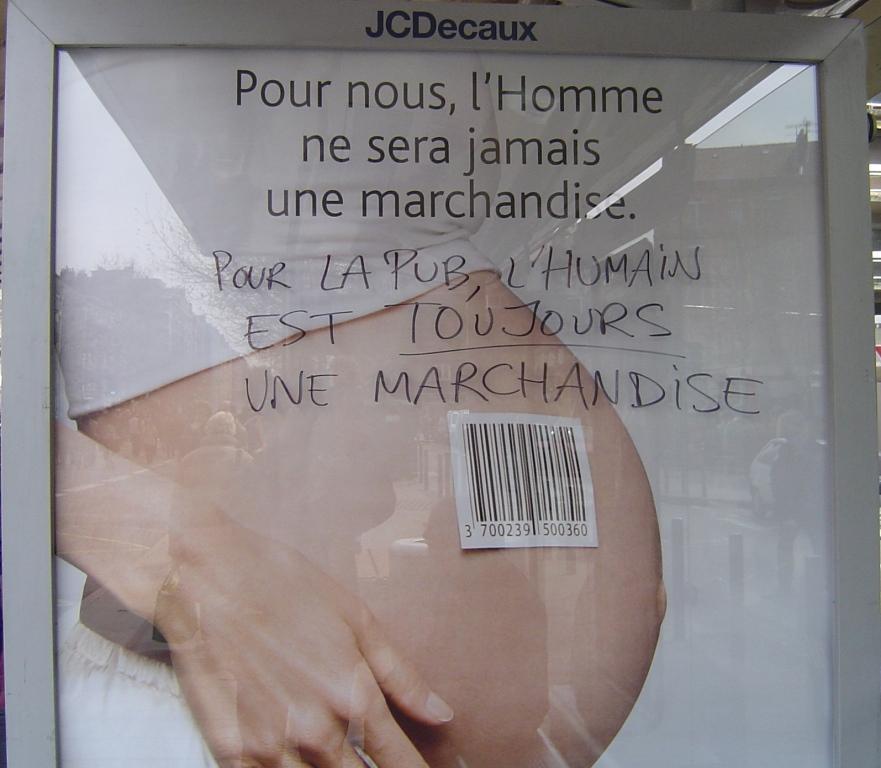 JCDecaux
Pour nous, l'Homme
ne sera jamais
une marchandise.
POUR LA PUB, L'HUMAiN
EST TOUJOURS
UNE MARCHANDiSE
3 700239 500360